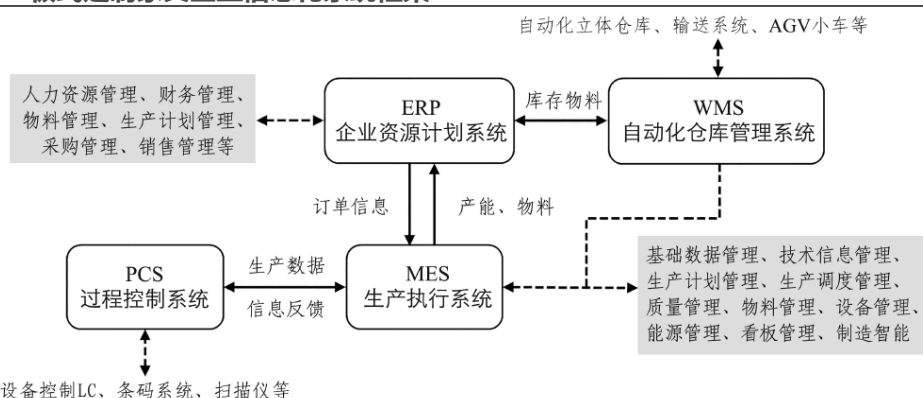 自动化立体仓库、输送系统、AGV小车等
人力资源管理、财务管理、
物料管理、生产计划管理、
采购管理、销售管理等
ERP
企业资源计划系统
库存物料
WMS
自动化仓库管理系统
订单信息
产能、物料
PCS
过程控制系统
生产数据
信息反馈
MES
生产执行系统
基础数据管理、技术信息管理、
生产计划管理、生产调度管理、
质量管理、物料管理、设备管理、
能源管理、看板管理、制造智能
设备控制LC、条码系统、扫描仪等